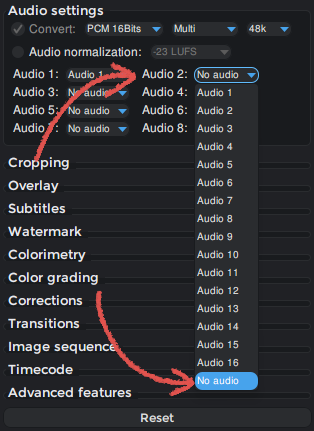 Audio settings
Convert: PCM 16Bits Multi 48k
Audio normalization: -23 LUFS
Audio 1: Audio 1 Audio 2: No audio
Audio 3: No audio Audio 4:
Audio 5: No audio Audio 6:
No audio Audio 8:
Audio 1
Audio 2
Audio 3
Audio 4
Audio 5
Audio 6
Audio 7
Audio 8
Audio 9
Audio 10
Audio 11
Audio 12
Audio 13
Audio 14
Audio 15
Audio 16
No audio
Cropping
Overlay
Subtitles
Watermark
Colorimetry
Color grading
Corrections
Transitions
Image sequence
Timecode
Advanced features
Reset